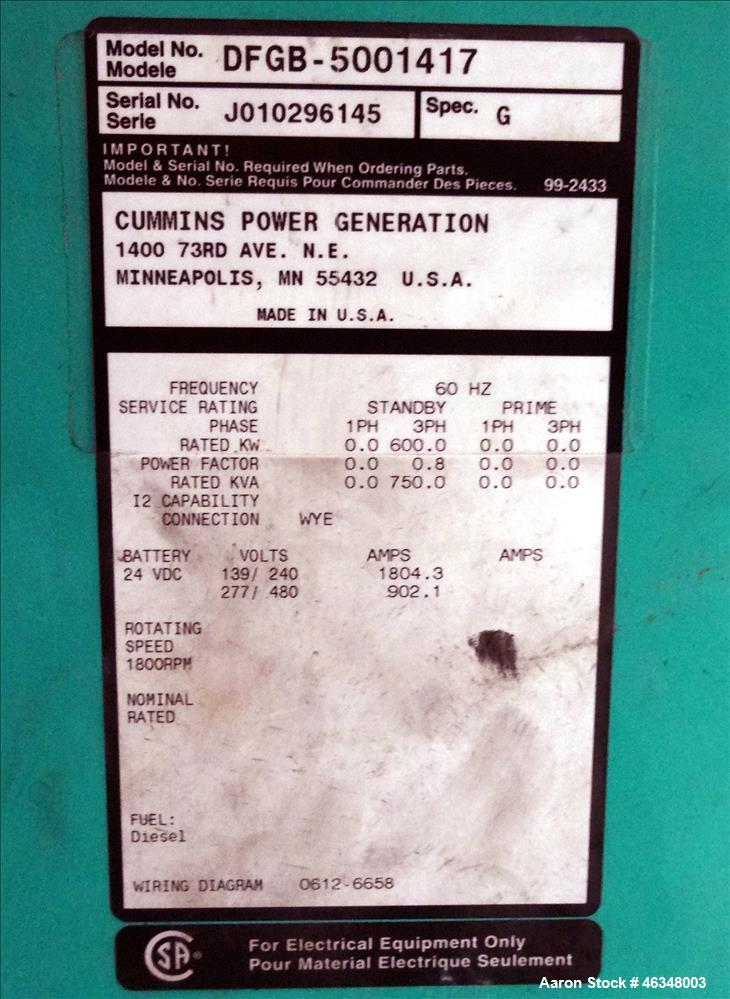 Model No. DFGB-5001417
Modele
Serial No. J010296145 Spec. G
Serie
IMPORTANT!
Model & Serial No. Required When Ordering Parts.
Modele & No. Serie Requis Pour Commander Des Pieces. 99-2433
CUMMINS POWER GENERATION
1400 73RD AVE. N.E.
MINNEAPOLIS, MN 55432 U.S.A.
MADE IN U.S.A.
FREQUENCY 60 HZ
SERVICE RATING STANDBY PRIME
PHASE 1PH 3PH 1PH 3PH
RATED KW 0.0 600.0 0.0 0.0
POWER FACTOR 0.0 0.8 0.0 0.0
RATED KVA 0.0 750.0 0.0 0.0
I2 CAPABILITY
CONNECTION WYE
BATTERY VOLTS AMPS AMPS
24 VDC 139/ 240 1804.3
277/ 480 902.1
ROTATING
SPEED
1800RPM
NOMINAL
RATED
FUEL:
Diesel
WIRING DIAGRAM 0612-6658
CSA® For Electrical Equipment Only
Pour Material Electrique Seulement
Aaron Stock # 46348003